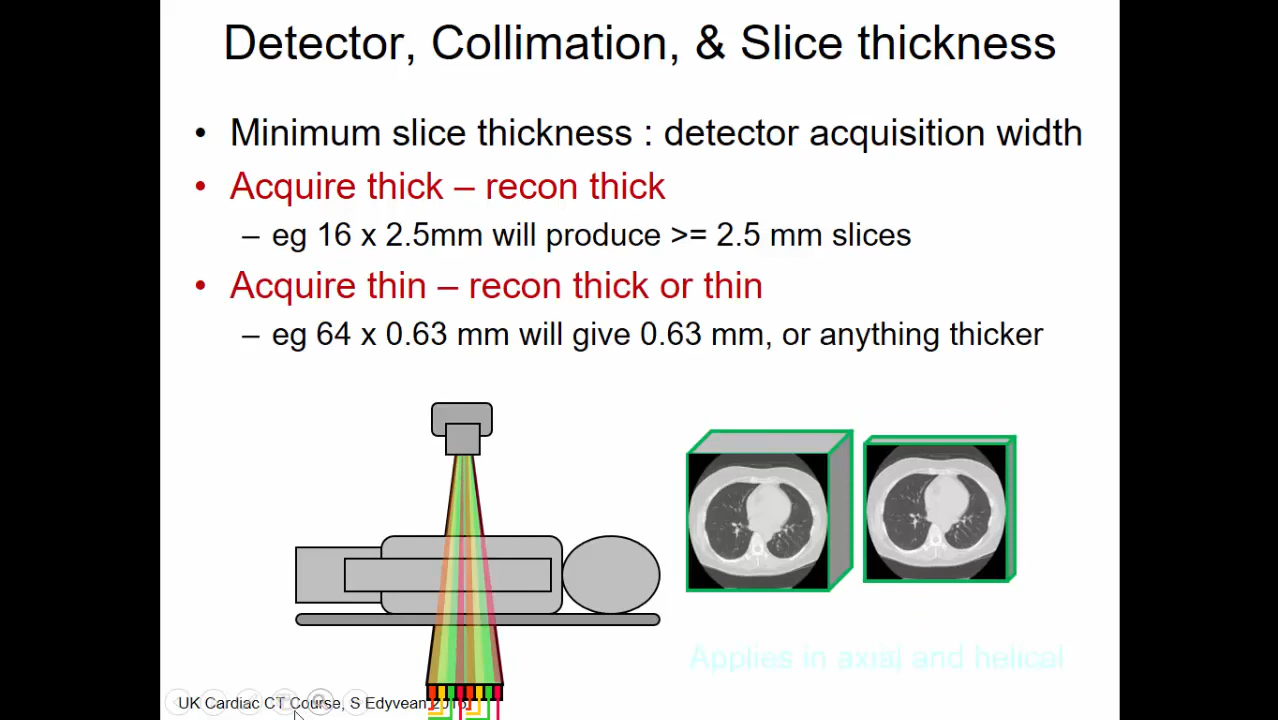 Detector, Collimation, & Slice thickness
• Minimum slice thickness : detector acquisition width
• Acquire thick – recon thick
– eg 16 x 2.5mm will produce >= 2.5 mm slices
• Acquire thin – recon thick or thin
– eg 64 x 0.63 mm will give 0.63 mm, or anything thicker
Applies in axial and helical
UK Cardiac CT Course, S Edyvean